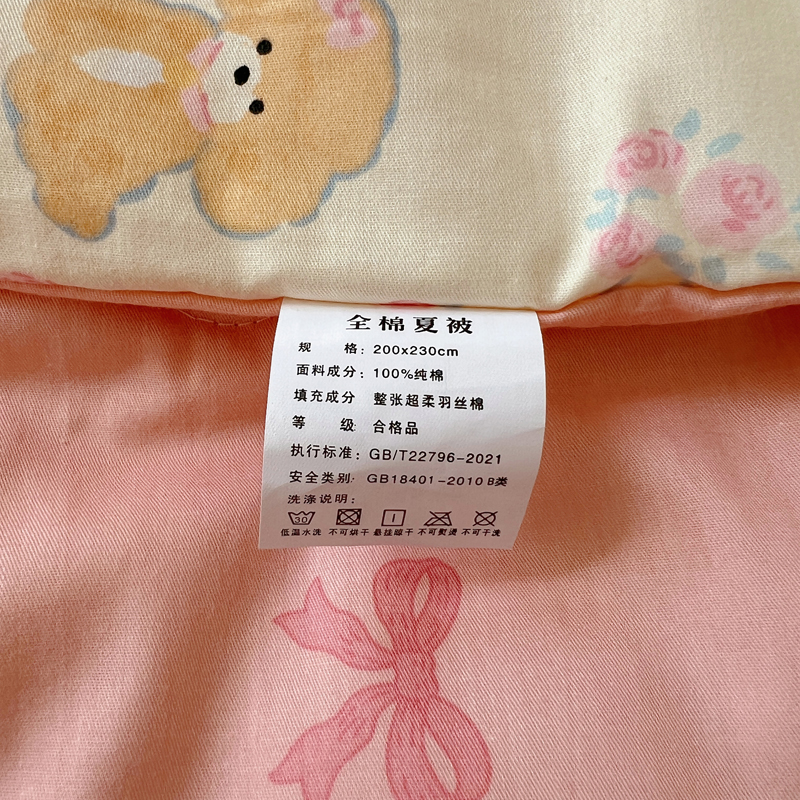 全棉夏被
规 格: 200x230cm
面料成分: 100%纯棉
填充成分 整张超柔羽丝棉
等 级: 合格品
执行标准: GB/T22796-2021
安全类别: GB18401-2010 B类
洗涤说明:
30
低温水洗 不可烘干 悬挂晾干 不可熨烫 不可干洗